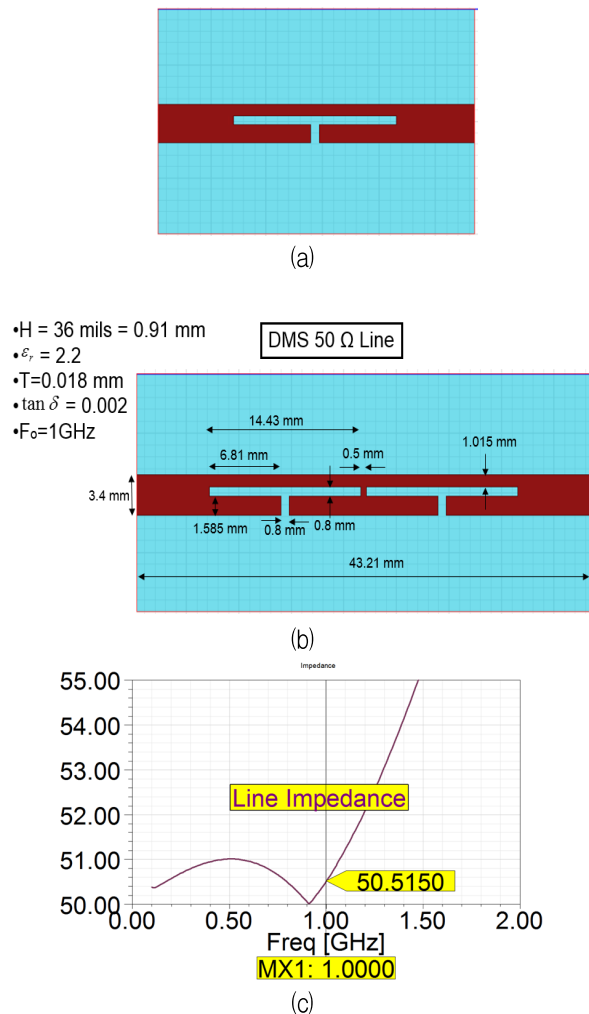 (a)
•H = 36 mils = 0.91 mm
•εr = 2.2
•T=0.018 mm
•tan δ = 0.002
•F₀=1GHz
DMS 50 Ω Line
14.43 mm
6.81 mm
0.5 mm
1.015 mm
3.4 mm
1.585 mm
0.8 mm
0.8 mm
43.21 mm
(b)
Impedance
55.00
54.00
53.00
Line Impedance
52.00
51.00
50.5150
50.00
0.00
0.50
1.00
1.50
2.00
Freq [GHz]
MX1: 1.0000
(c)